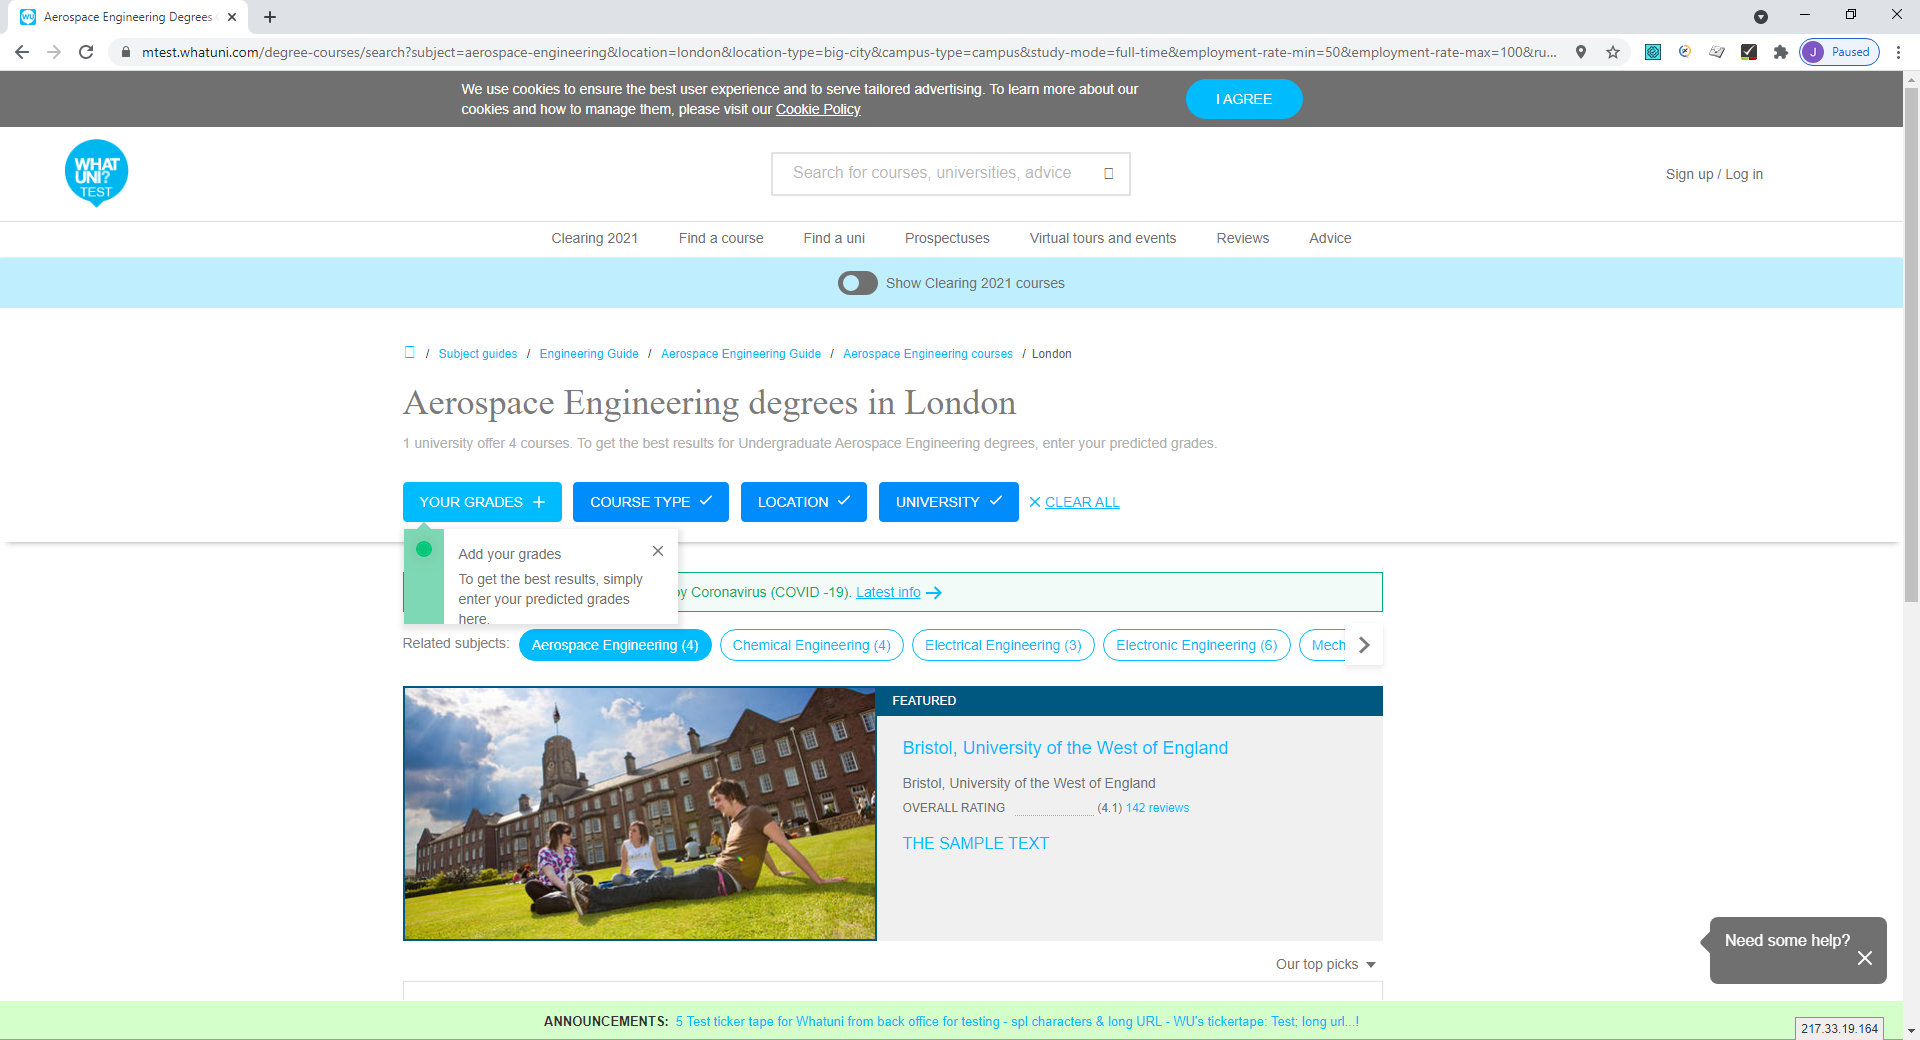 WU Aerospace Engineering Degrees
mtest.whatuni.com/degree-courses/search?subject=aerospace-engineering&location=london&location-type=big-city&campus-type=campus&study-mode=full-time&employment-rate-min=50&employment-rate-max=100&ru...
J Paused
We use cookies to ensure the best user experience and to serve tailored advertising. To learn more about our
cookies and how to manage them, please visit our Cookie Policy
I AGREE
WHAT
UNI?
TEST
Search for courses, universities, advice
Sign up / Log in
Clearing 2021 Find a course Find a uni Prospectuses Virtual tours and events Reviews Advice
Show Clearing 2021 courses
/ Subject guides / Engineering Guide / Aerospace Engineering Guide / Aerospace Engineering courses / London
Aerospace Engineering degrees in London
1 university offer 4 courses. To get the best results for Undergraduate Aerospace Engineering degrees, enter your predicted grades.
YOUR GRADES COURSE TYPE LOCATION UNIVERSITY CLEAR ALL
Add your grades
To get the best results, simply
enter your predicted grades
here.
by Coronavirus (COVID -19). Latest info
Related subjects: Aerospace Engineering (4) Chemical Engineering (4) Electrical Engineering (3) Electronic Engineering (6) Mech
FEATURED
Bristol, University of the West of England
Bristol, University of the West of England
OVERALL RATING (4.1) 142 reviews
THE SAMPLE TEXT
Need some help?
Our top picks
ANNOUNCEMENTS: 5 Test ticker tape for Whatuni from back office for testing - spl characters & long URL - WU's tickertape: Test; long url...!
217.33.19.164